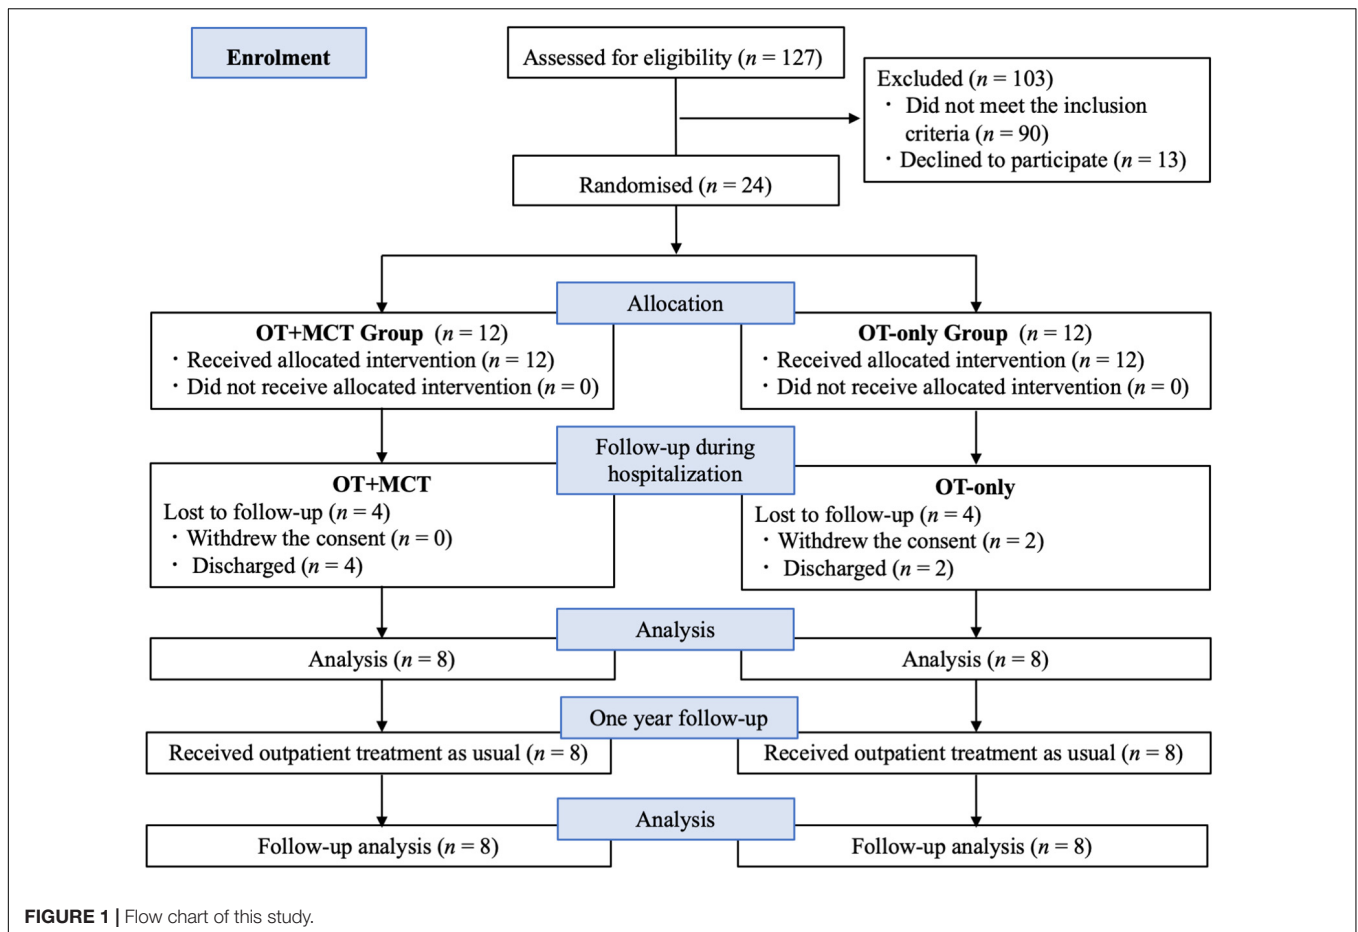 Enrolment
Assessed for eligibility (n = 127)
Excluded (n = 103)
・ Did not meet the inclusion
criteria (n = 90)
・ Declined to participate (n = 13)
Randomised (n = 24)
Allocation
OT+MCT Group (n = 12)
・ Received allocated intervention (n = 12)
・ Did not receive allocated intervention (n = 0)
OT-only Group (n = 12)
・ Received allocated intervention (n = 12)
・ Did not receive allocated intervention (n = 0)
Follow-up during
hospitalization
OT+MCT
Lost to follow-up (n = 4)
・ Withdrew the consent (n = 0)
・ Discharged (n = 4)
OT-only
Lost to follow-up (n = 4)
・ Withdrew the consent (n = 2)
・ Discharged (n = 2)
Analysis
Analysis (n = 8)
Analysis (n = 8)
One year follow-up
Received outpatient treatment as usual (n = 8)
Received outpatient treatment as usual (n = 8)
Analysis
Follow-up analysis (n = 8)
Follow-up analysis (n = 8)
FIGURE 1 | Flow chart of this study.